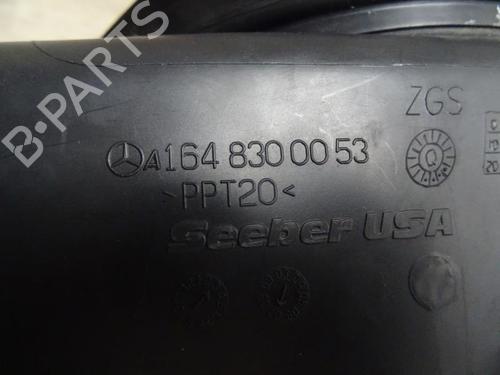 B-PARTS
ZGS
A164 830 00 53
Q
>PPT20<
Seeber USA